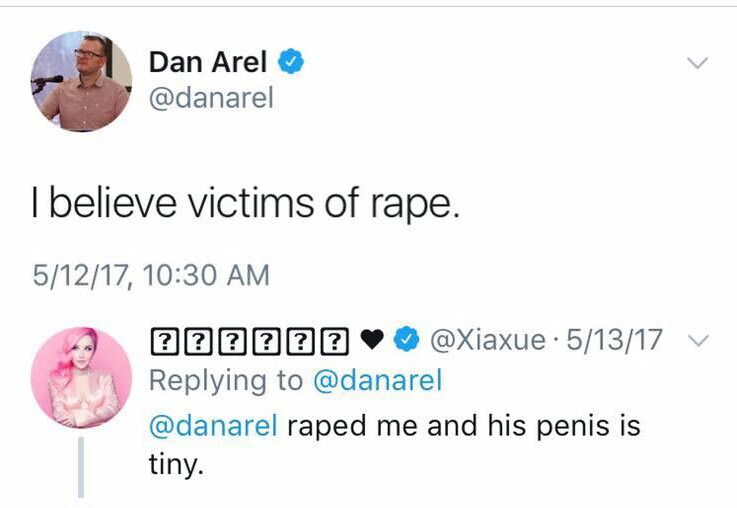 Dan Arel
@danarel
I believe victims of rape.
5/12/17, 10:30 AM
@Xiaxue · 5/13/17
Replying to @danarel
@danarel raped me and his penis is
tiny.